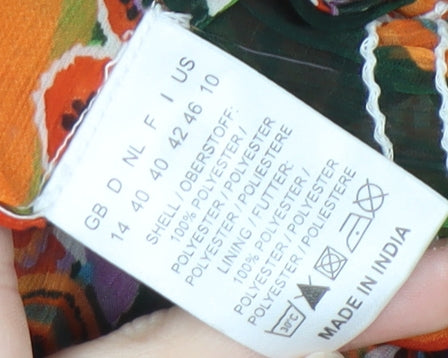 GB D NL F I US
14 40 40 42 46 10
SHELL / OBERSTOFF:
100% POLYESTER /
POLYESTER / POLYESTER
POLYESTER / POLIESTERE
LINING / FUTTER:
100% POLYESTER /
POLYESTER / POLYESTER
POLYESTER / POLIESTERE
30°C
MADE IN INDIA